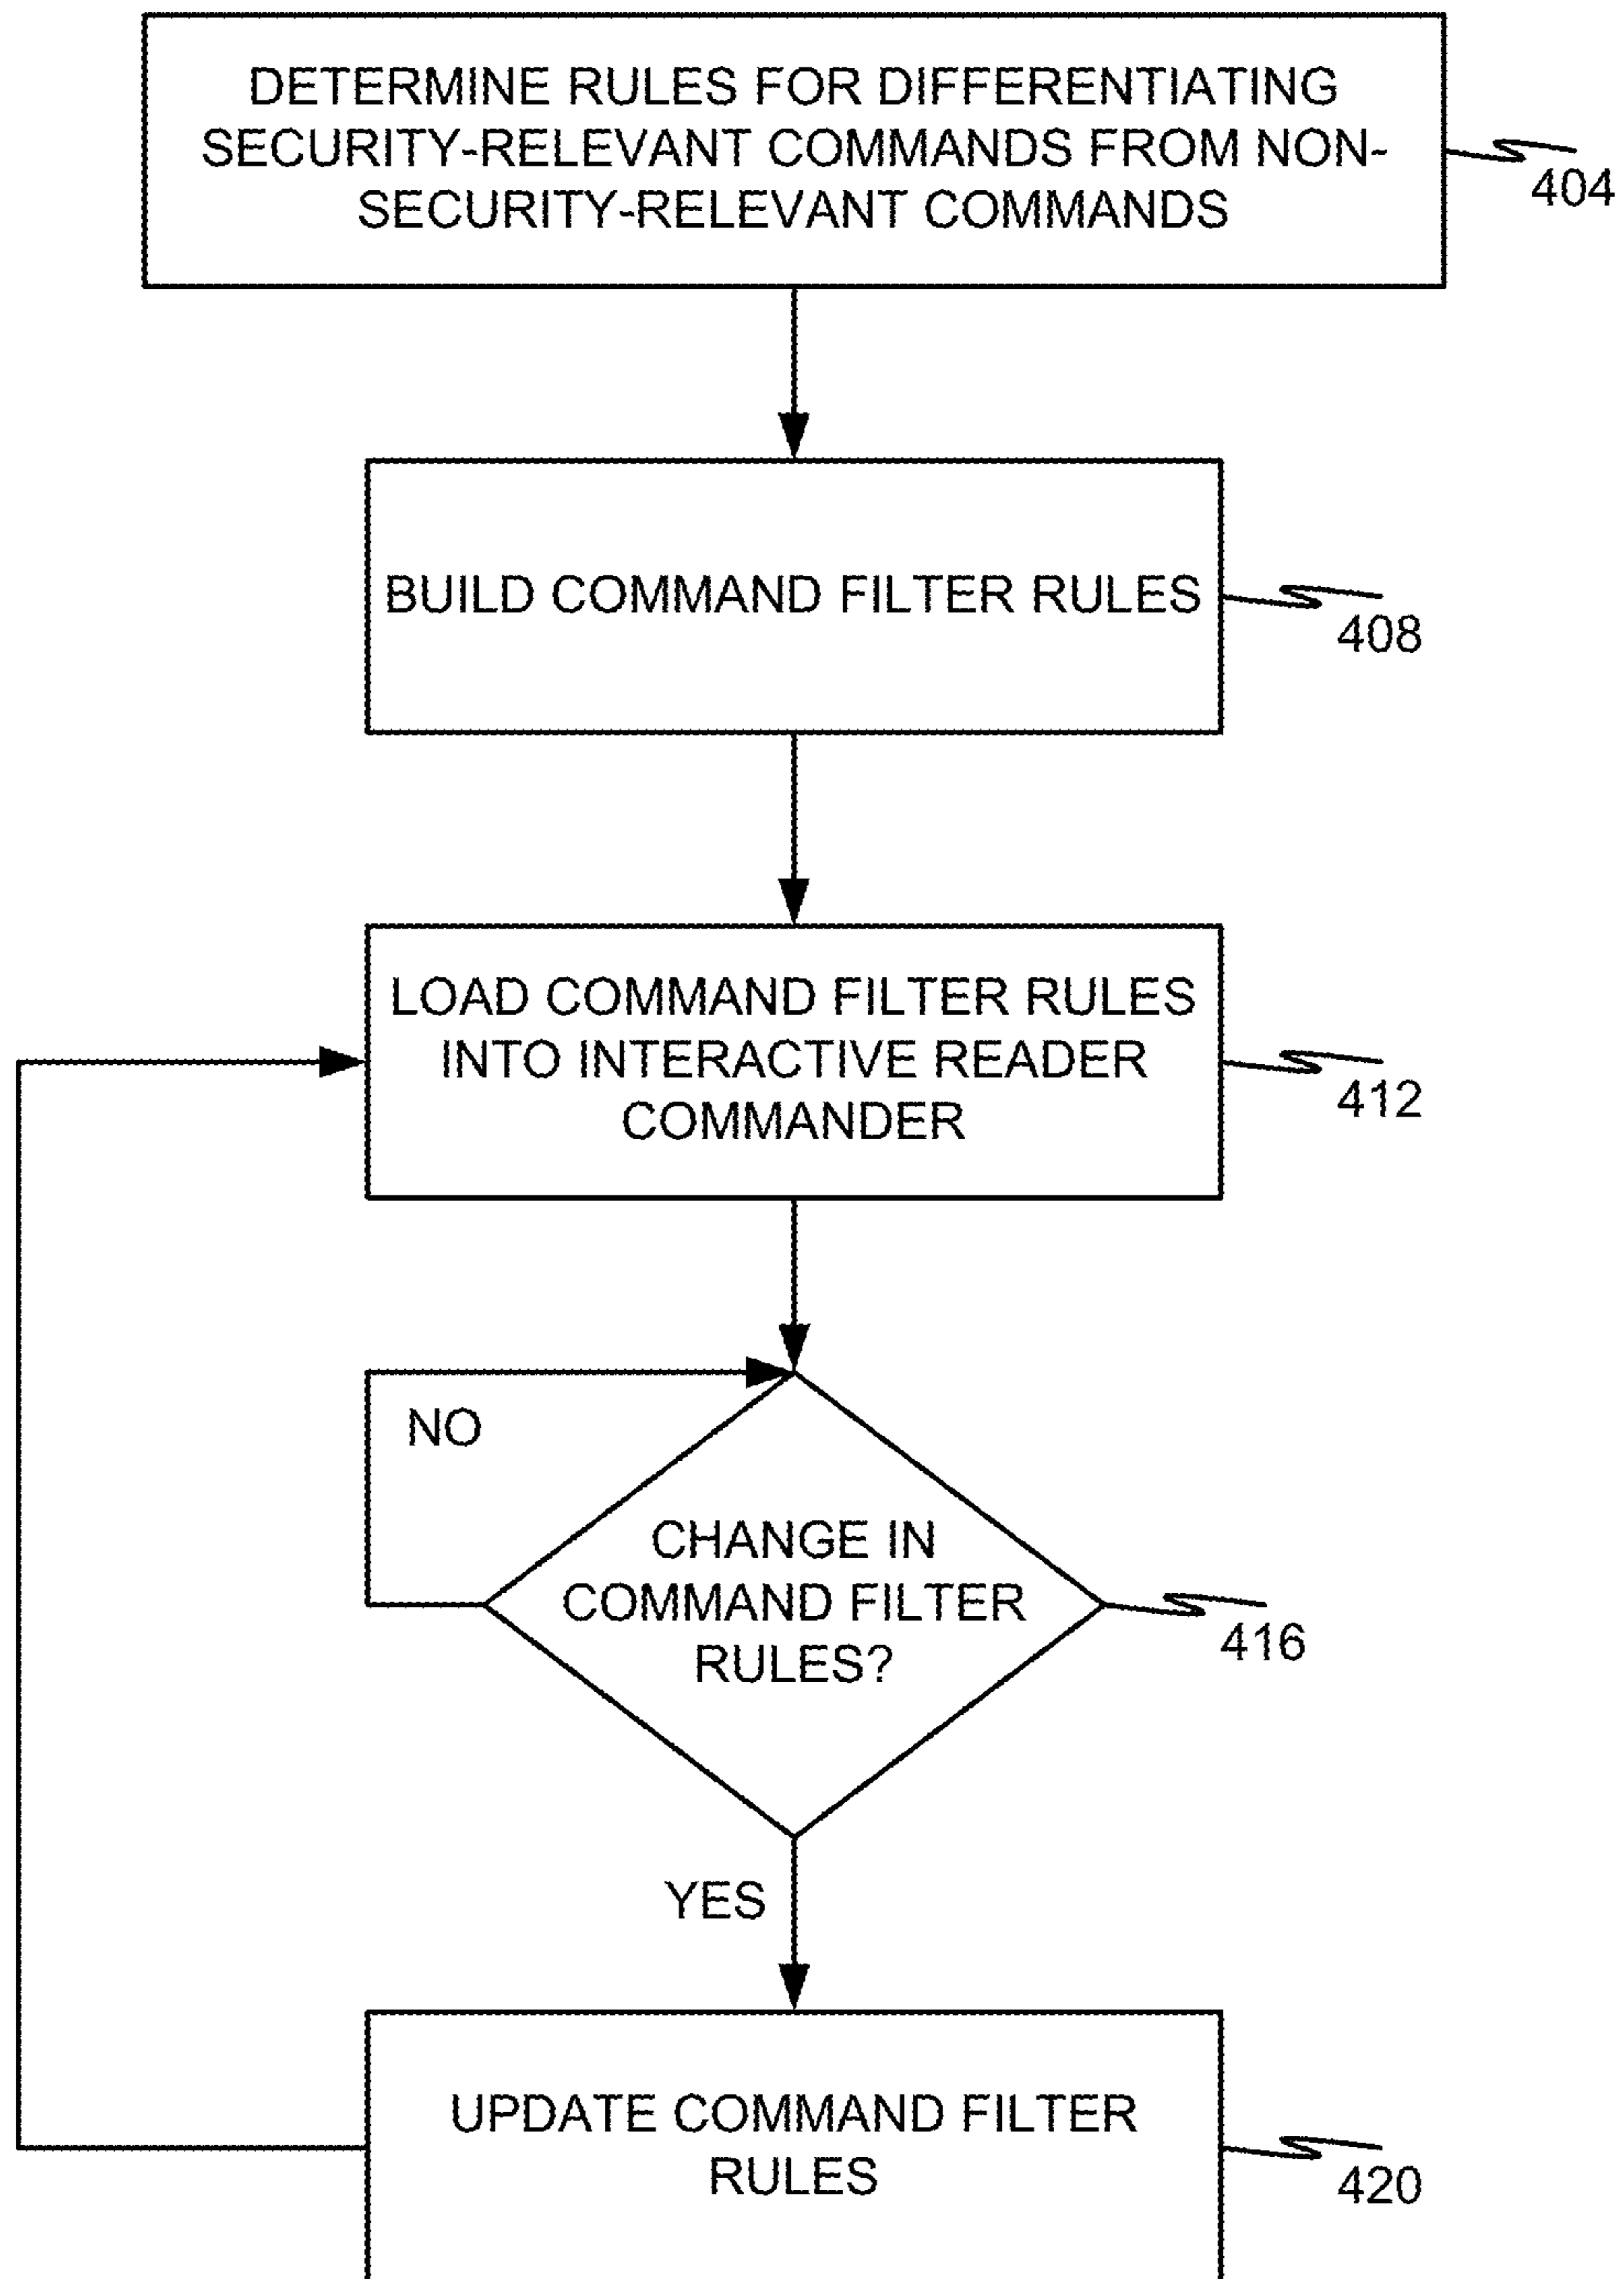 DETERMINE RULES FOR DIFFERENTIATING
SECURITY-RELEVANT COMMANDS FROM NON-
SECURITY-RELEVANT COMMANDS
404
BUILD COMMAND FILTER RULES
408
LOAD COMMAND FILTER RULES
INTO INTERACTIVE READER
COMMANDER
412
NO
CHANGE IN
COMMAND FILTER
RULES?
416
YES
UPDATE COMMAND FILTER
RULES
420